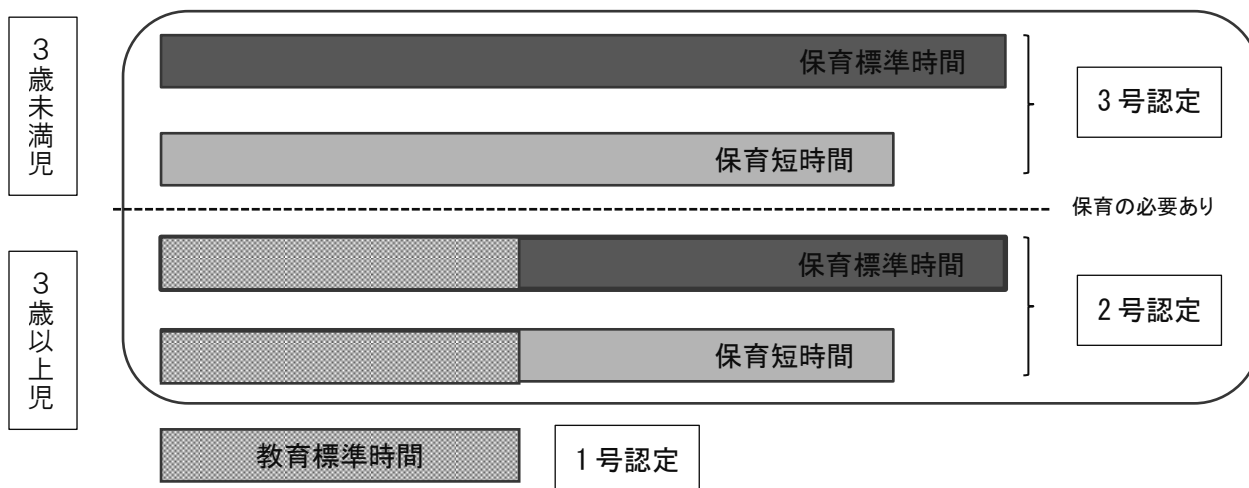 ３歳未満児
保育標準時間
３号認定
保育短時間
保育の必要あり
３歳以上児
保育標準時間
２号認定
保育短時間
教育標準時間
１号認定